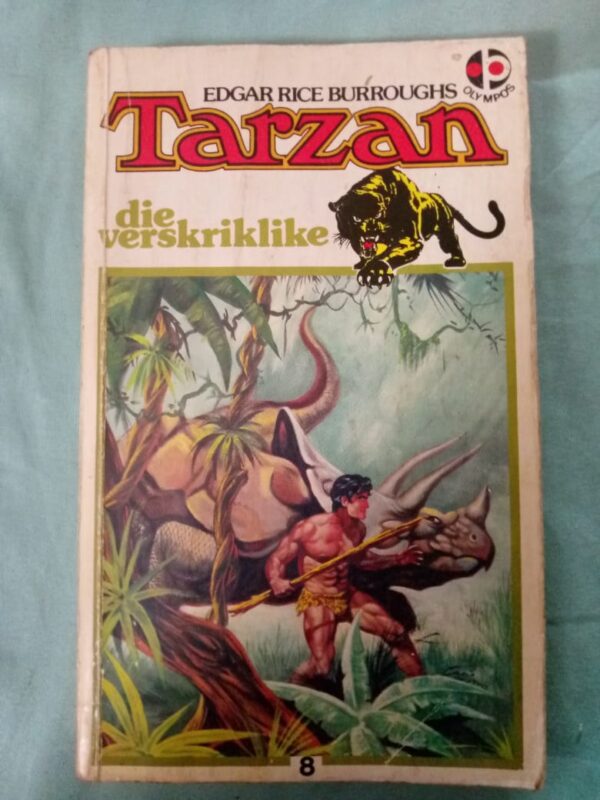 EDGAR RICE BURROUGHS
OLYMPOS
Tarzan
die
verskriklike
8